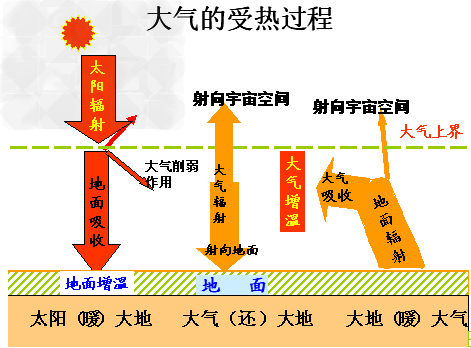 大气的受热过程
太阳辐射
射向宇宙空间
射向宇宙空间
大气上界
大气削弱
作用
地面吸收
大气辐射
射向地面
大气增温
大气
吸收
地面辐射
地面增温
地 面
太阳（暖）大地
大气（还）大地
大地（暖）大气